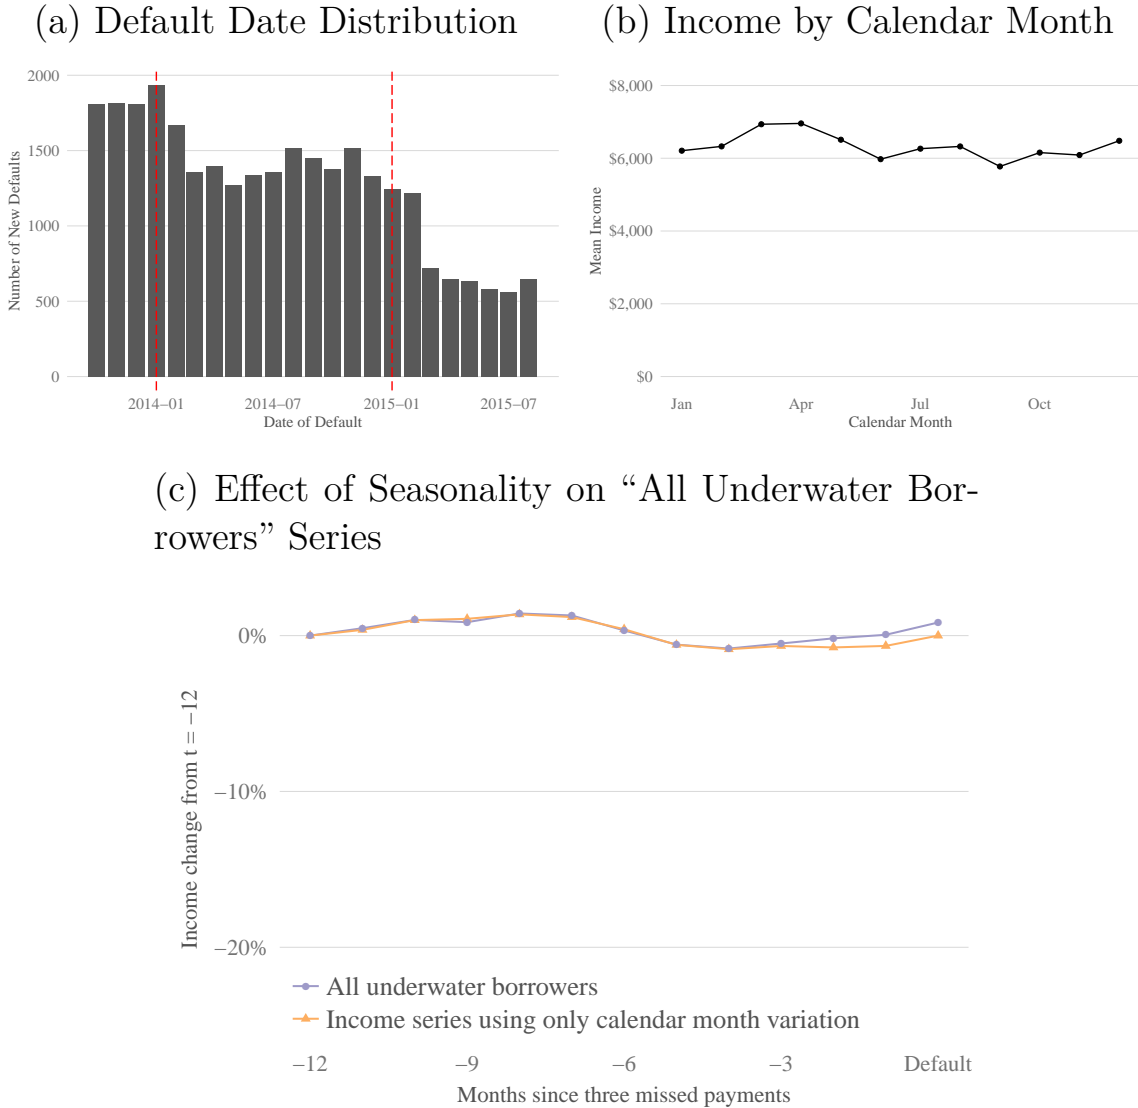 (a) Default Date Distribution
Number of New Defaults
2000
1500
1000
500
0
2014–01
2014–07
2015–01
2015–07
Date of Default
(b) Income by Calendar Month
Mean Income
$8,000
$6,000
$4,000
$2,000
$0
Jan
Apr
Jul
Oct
Calendar Month
(c) Effect of Seasonality on “All Underwater Bor-
rowers” Series
Income change from t = −12
0%
−10%
−20%
All underwater borrowers
Income series using only calendar month variation
−12
−9
−6
−3
Default
Months since three missed payments